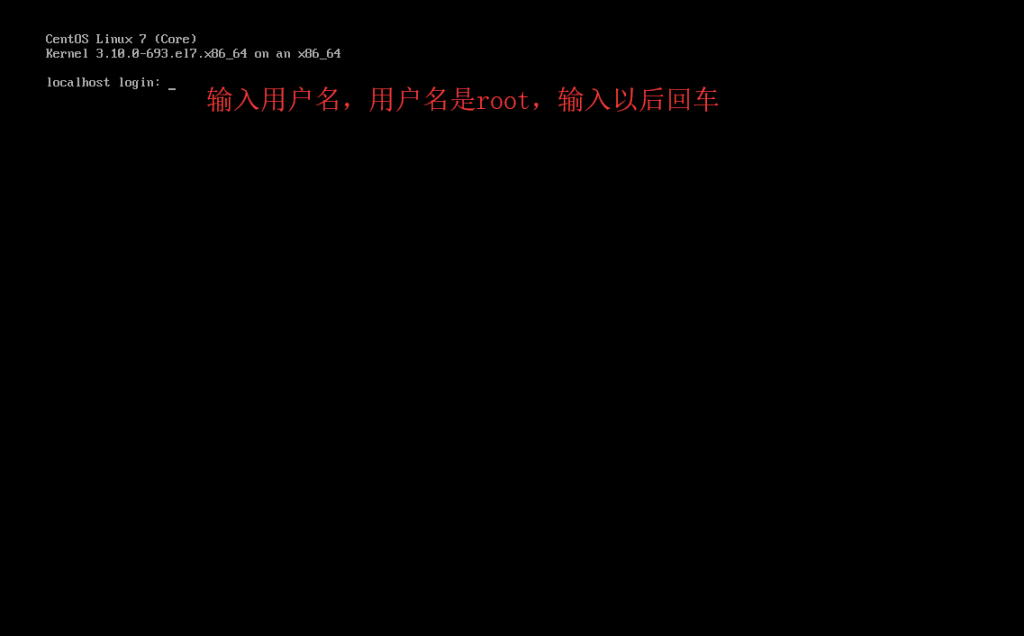 CentOS Linux 7 (Core)
Kernel 3.10.0-693.el7.x86_64 on an x86_64
localhost login: _
输入用户名，用户名是root，输入以后回车